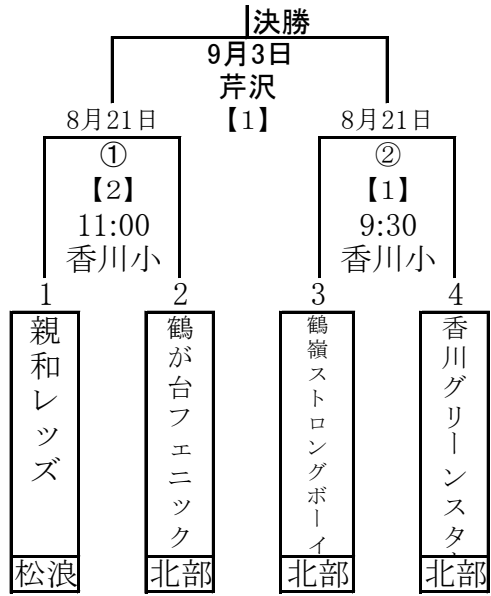 決勝
9月3日
芹沢
【1】
8月21日
①
【2】
11:00
香川小
8月21日
②
【1】
9:30
香川小
1
2
3
4
親和レッズ
鶴が台フェニック
鶴嶺ストロングボーイ
香川グリーンスタ
松浪
北部
北部
北部